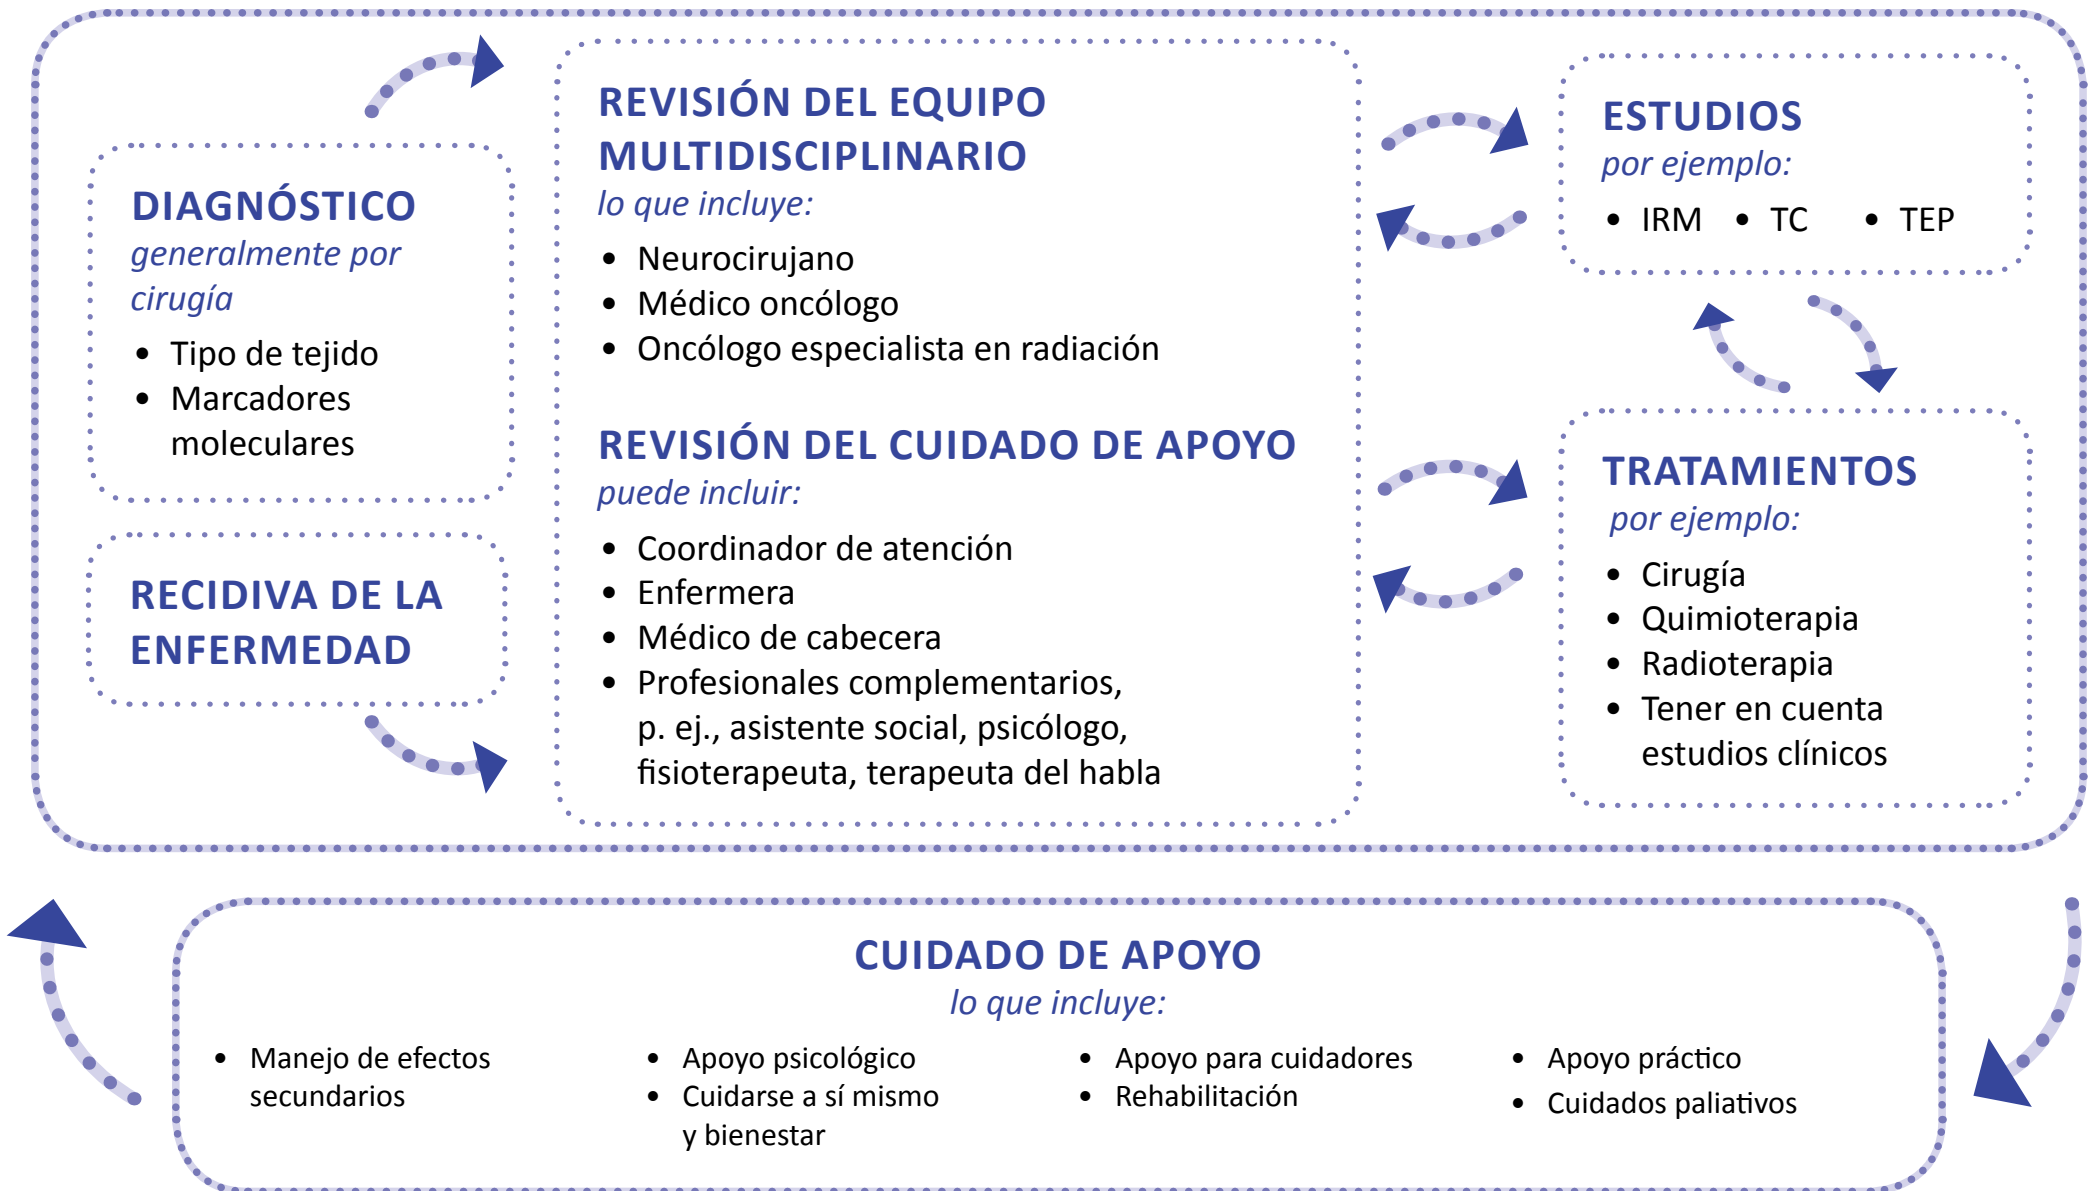 DIAGNÓSTICO
generalmente por
cirugía
• Tipo de tejido
• Marcadores
moleculares
RECIDIVA DE LA
ENFERMEDAD
REVISIÓN DEL EQUIPO
MULTIDISCIPLINARIO
lo que incluye:
• Neurocirujano
• Médico oncólogo
• Oncólogo especialista en radiación
REVISIÓN DEL CUIDADO DE APOYO
puede incluir:
• Coordinador de atención
• Enfermera
• Médico de cabecera
• Profesionales complementarios,
p. ej., asistente social, psicólogo,
fisioterapeuta, terapeuta del habla
ESTUDIOS
por ejemplo:
• IRM • TC • TEP
TRATAMIENTOS
por ejemplo:
• Cirugía
• Quimioterapia
• Radioterapia
• Tener en cuenta
estudios clínicos
CUIDADO DE APOYO
lo que incluye:
• Manejo de efectos
secundarios
• Apoyo psicológico
• Cuidarse a sí mismo
y bienestar
• Apoyo para cuidadores
• Rehabilitación
• Apoyo práctico
• Cuidados paliativos